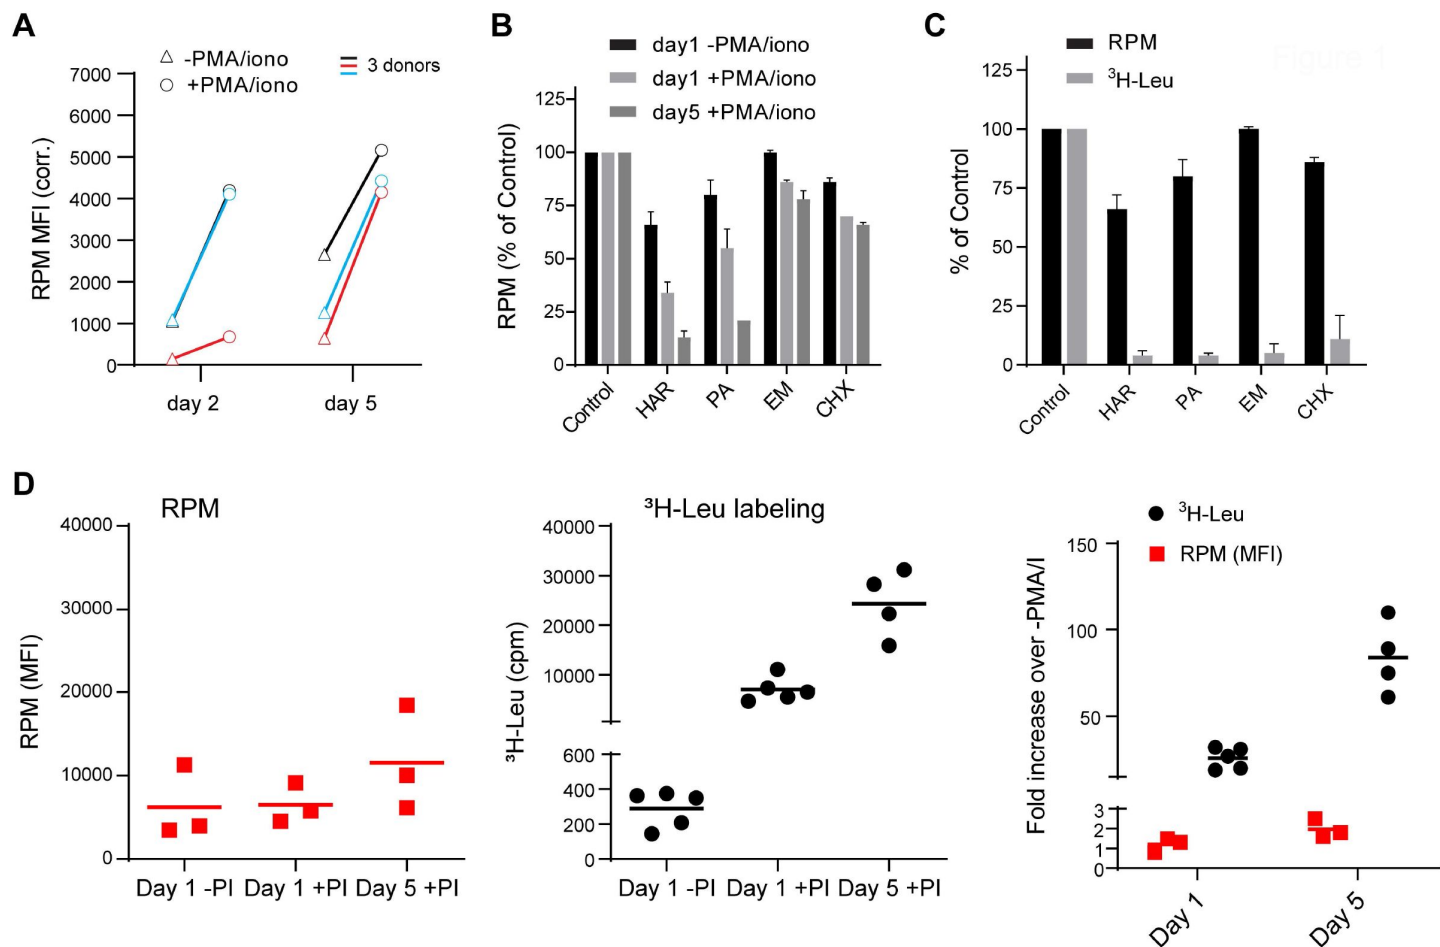 A
-PMA/iono
+PMA/iono
3 donors
RPM MFI (corr.)
7000
6000
5000
4000
3000
2000
1000
0
day 2
day 5
B
day1 -PMA/iono
day1 +PMA/iono
day5 +PMA/iono
RPM (% of Control)
125
100
75
50
25
0
Control
HAR
PA
EM
CHX
C
RPM
³H-Leu
Figure 1
% of Control
125
100
75
50
25
0
Control
HAR
PA
EM
CHX
D
RPM
RPM (MFI)
40000
30000
20000
10000
0
Day 1 -PI
Day 1 +PI
Day 5 +PI
³H-Leu labeling
³H-Leu (cpm)
40000
30000
20000
10000
600
400
200
0
Day 1 -PI
Day 1 +PI
Day 5 +PI
³H-Leu
RPM (MFI)
Fold increase over -PMA/I
150
100
50
3
2
1
0
Day 1
Day 5